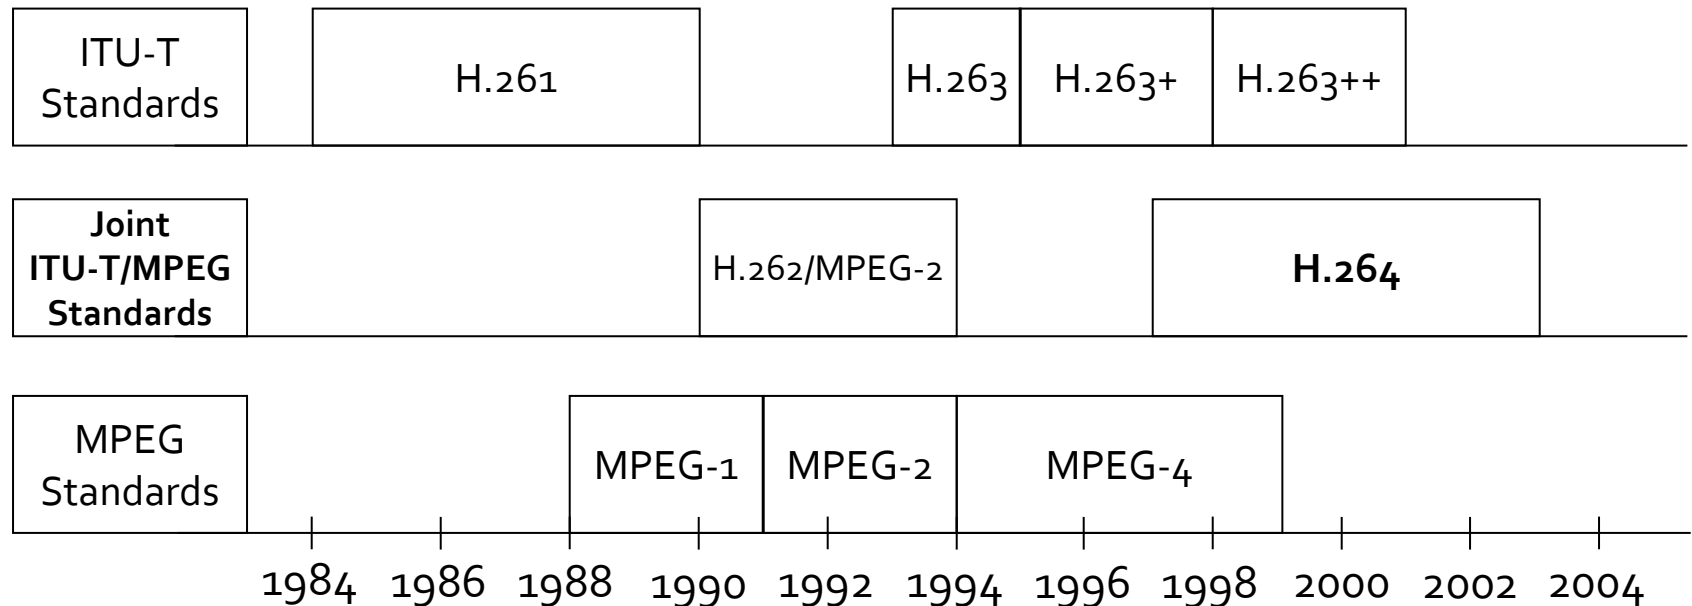 ITU-T
Standards
H.261
H.263
H.263+
H.263++
Joint
ITU-T/MPEG
Standards
H.262/MPEG-2
H.264
MPEG
Standards
MPEG-1
MPEG-2
MPEG-4
1984 1986 1988 1990 1992 1994 1996 1998 2000 2002 2004